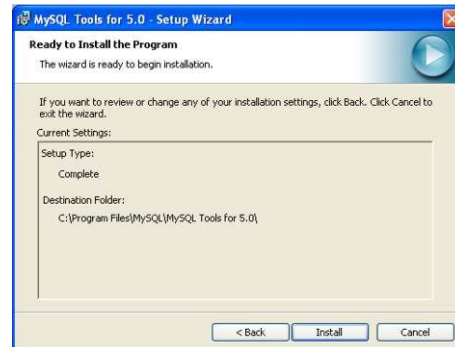 MySQL Tools for 5.0 - Setup Wizard
Ready to Install the Program
The wizard is ready to begin installation.
If you want to review or change any of your installation settings, click Back. Click Cancel to
exit the wizard.
Current Settings:
Setup Type:
Complete
Destination Folder:
C:\Program Files\MySQL\MySQL Tools for 5.0\
< Back Install Cancel